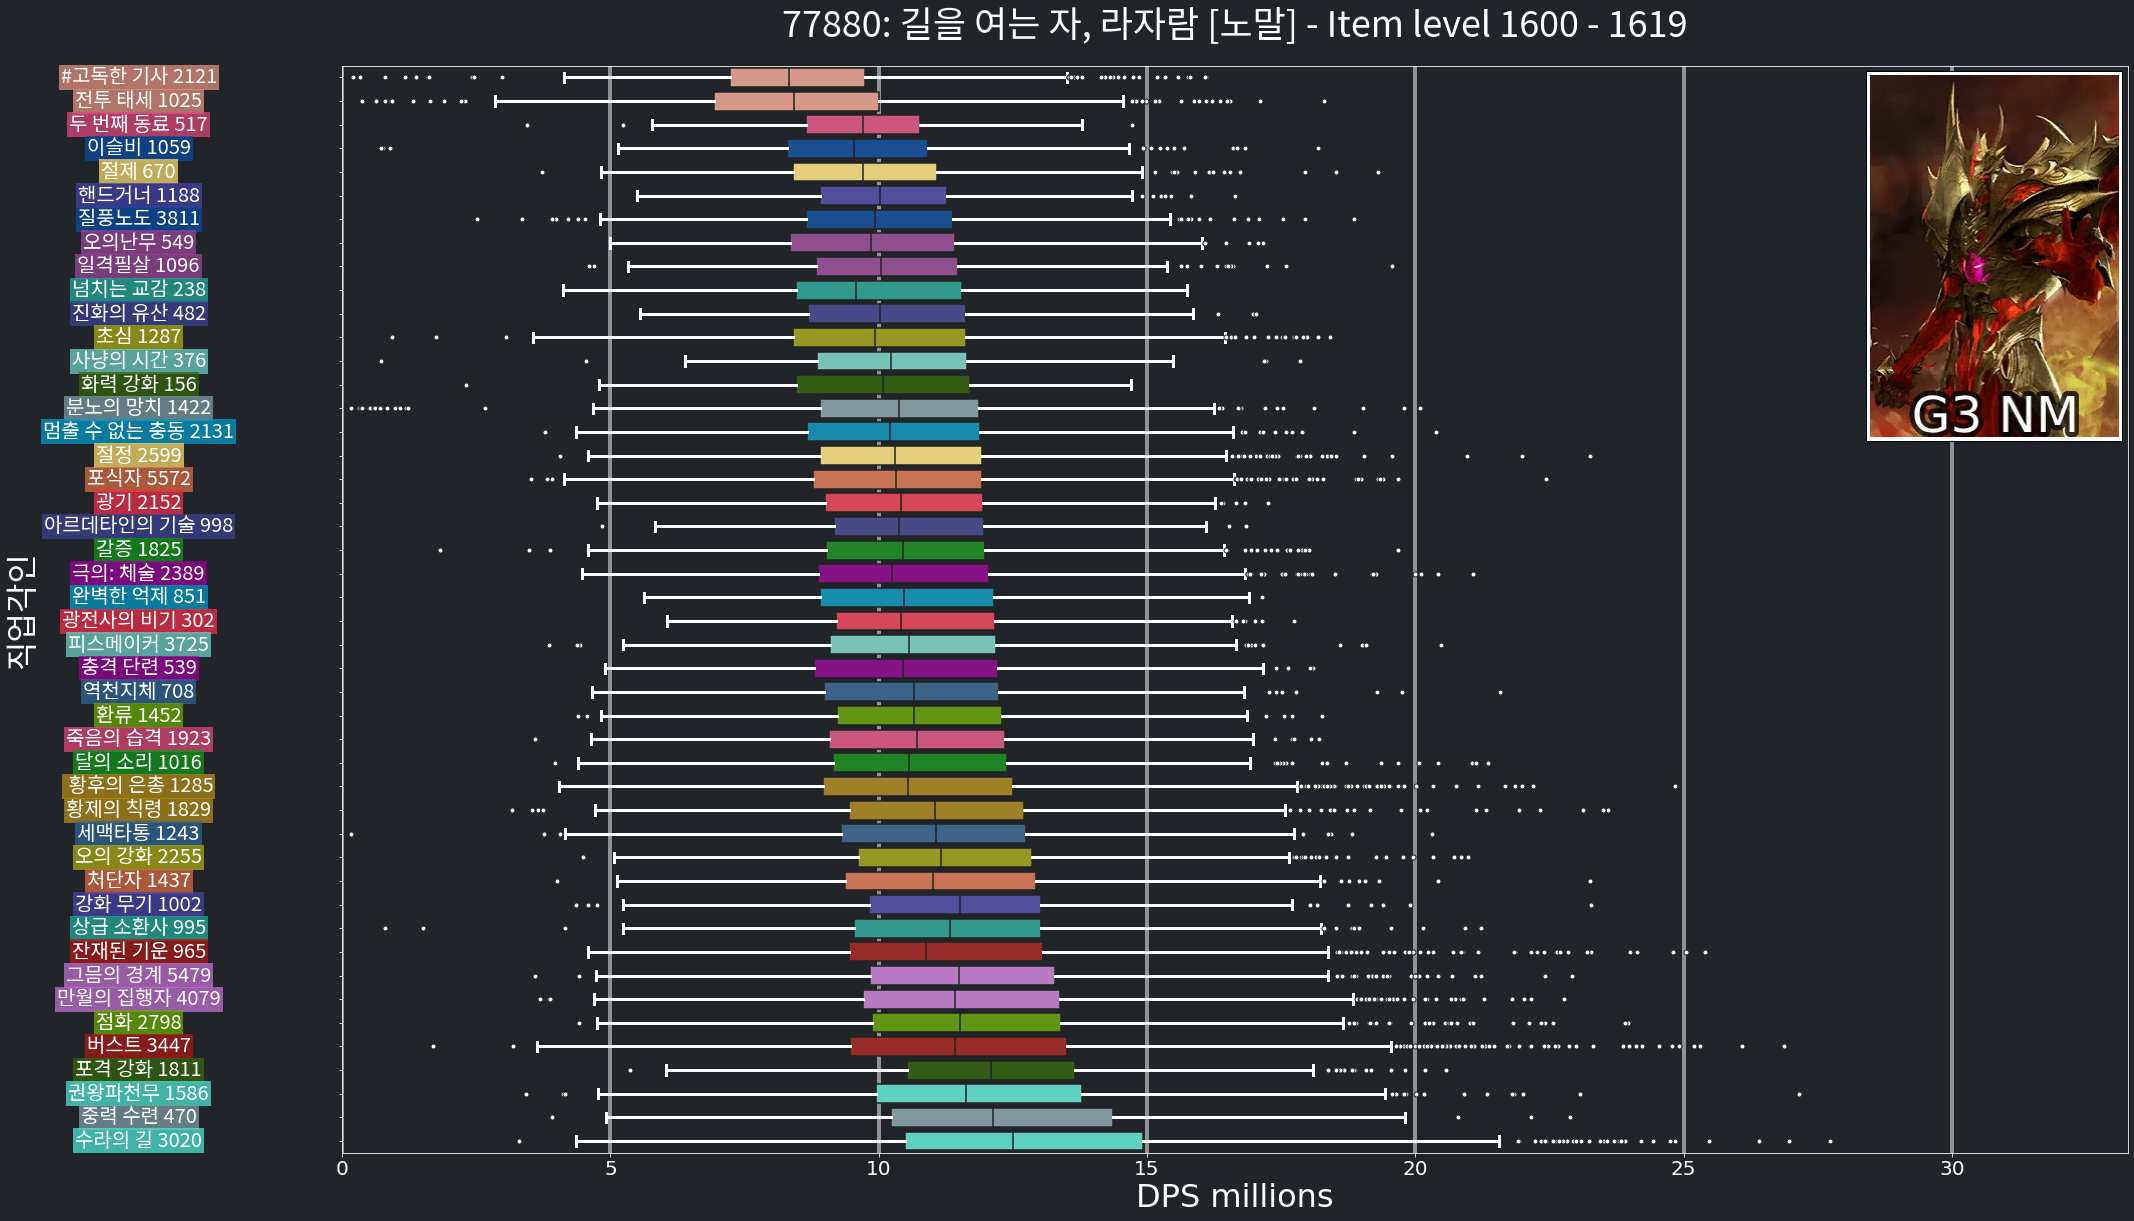 77880: 길을 여는 자, 라자람 [노말] - Item level 1600 - 1619
#고독한 기사 2121
전투 태세 1025
두 번째 동료 517
이슬비 1059
절제 670
핸드거너 1188
질풍노도 3811
오의난무 549
일격필살 1096
넘치는 교감 238
진화의 유산 482
초심 1287
사냥의 시간 376
화력 강화 156
분노의 망치 1422
멈출 수 없는 충동 2131
절정 2599
포식자 5572
광기 2152
아르데타인의 기술 998
갈증 1825
극의: 체술 2389
완벽한 억제 851
광전사의 비기 302
피스메이커 3725
충격 단련 539
역천지체 708
환류 1452
죽음의 습격 1923
달의 소리 1016
황후의 은총 1285
황제의 칙령 1829
세맥타통 1243
오의 강화 2255
처단자 1437
강화 무기 1002
상급 소환사 995
잔재된 기운 965
그믐의 경계 5479
만월의 집행자 4079
점화 2798
버스트 3447
포격 강화 1811
권왕파천무 1586
중력 수련 470
수라의 길 3020
직업각인
G3 NM
0 5 10 15 20 25 30
DPS millions